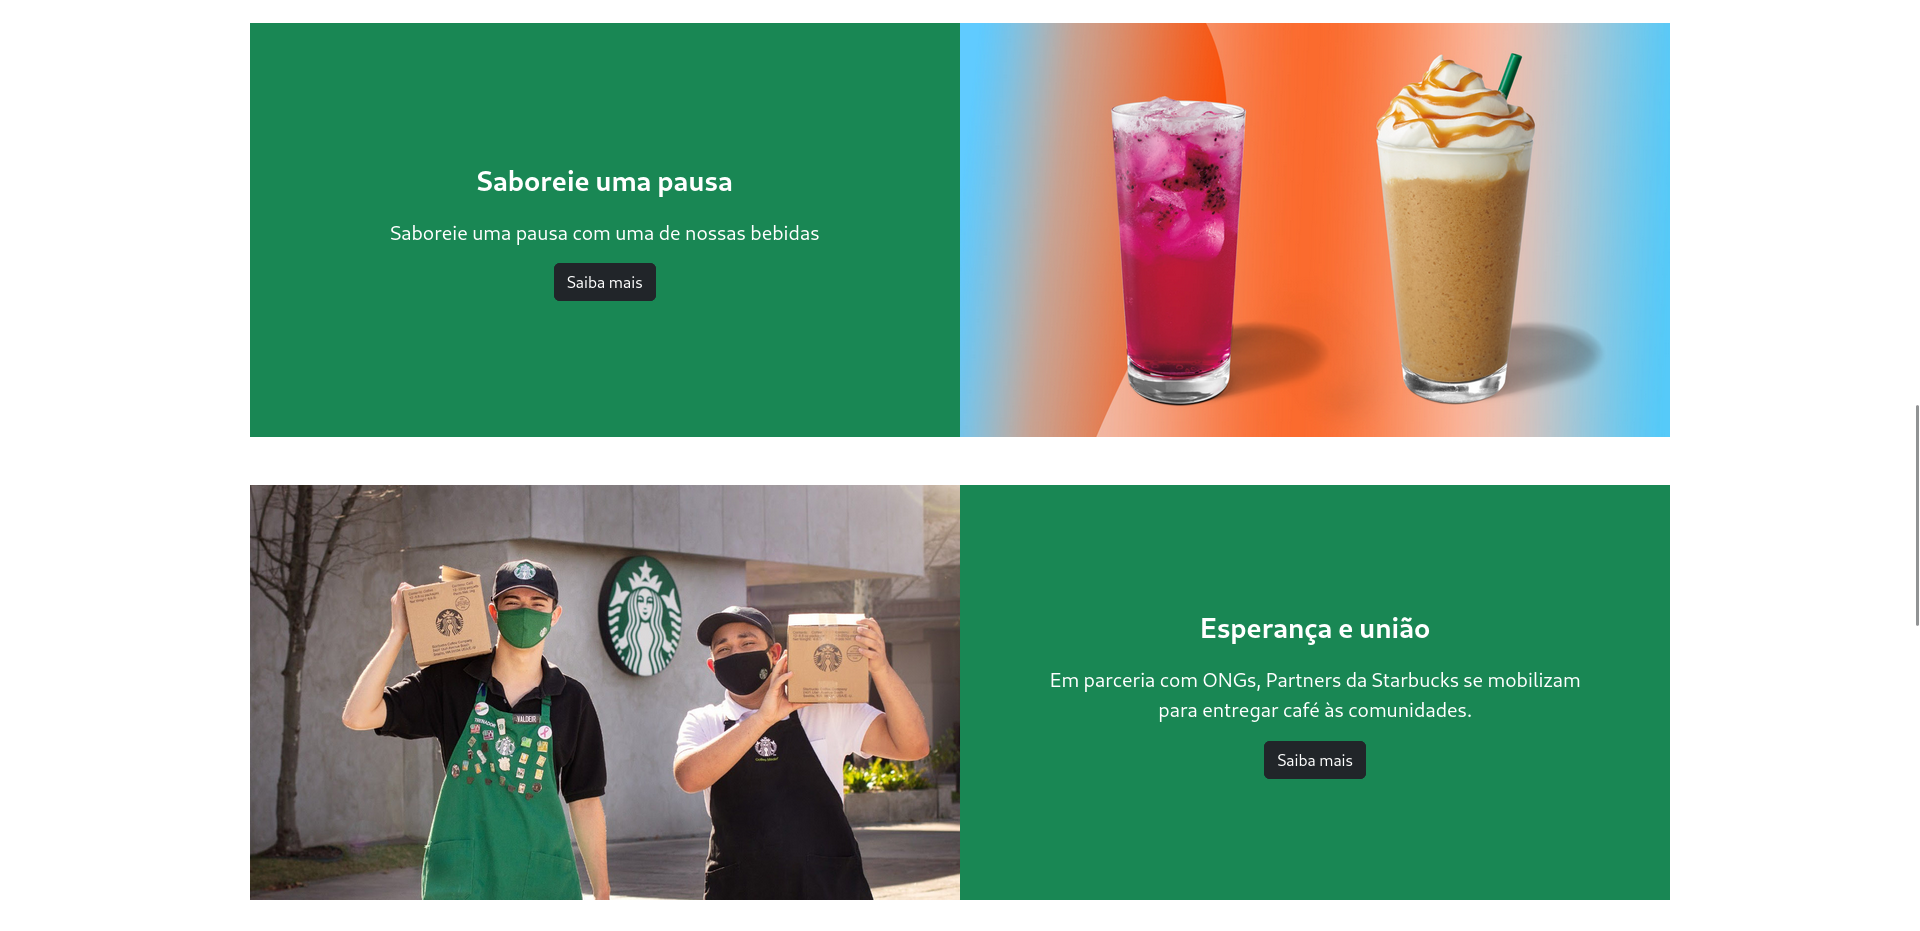 Saboreie uma pausa
Saboreie uma pausa com uma de nossas bebidas
Saiba mais
VALDEIR
Esperança e união
Em parceria com ONGs, Partners da Starbucks se mobilizam
para entregar café às comunidades.
Saiba mais